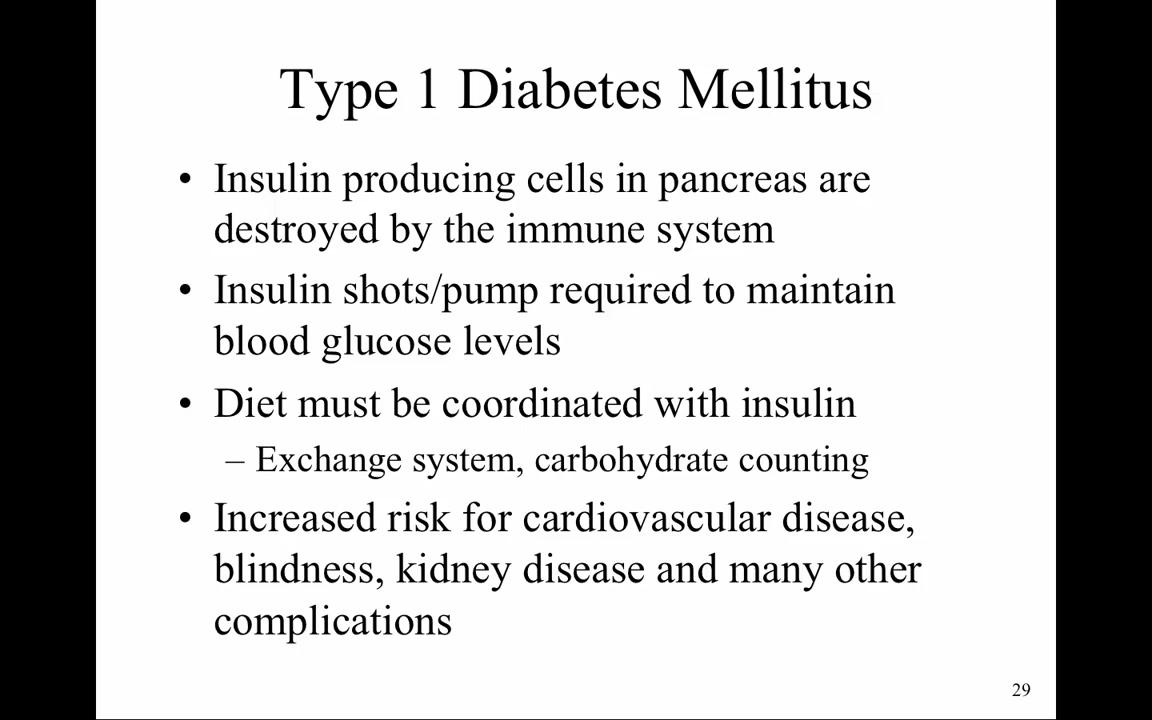 Type 1 Diabetes Mellitus
• Insulin producing cells in pancreas are
destroyed by the immune system
• Insulin shots/pump required to maintain
blood glucose levels
• Diet must be coordinated with insulin
– Exchange system, carbohydrate counting
• Increased risk for cardiovascular disease,
blindness, kidney disease and many other
complications
29